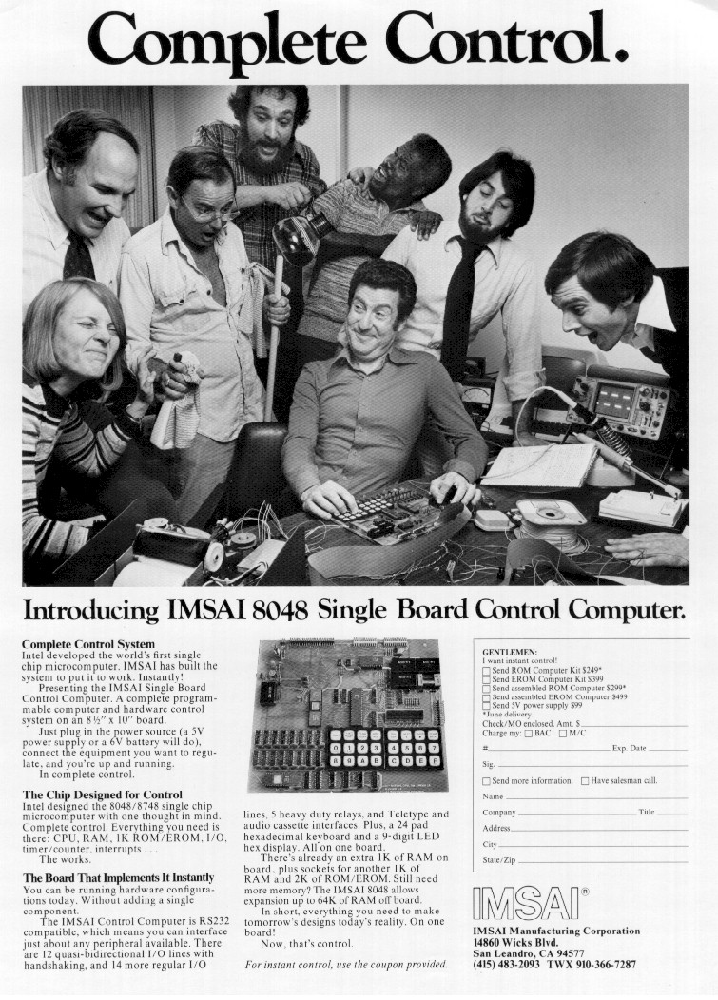 Complete Control.
Introducing IMSAI 8048 Single Board Control Computer.
Complete Control System
Intel developed the world's first single
chip microcomputer. IMSAI has built the
system to put it to work. Instantly!
Presenting the IMSAI Single Board
Control Computer. A complete program-
mable computer and hardware control
system on an 8½" x 10" board.
Just plug in the power source (a 5V
power supply or a 6V battery will do),
connect the equipment you want to regu-
late, and you're up and running.
In complete control.
The Chip Designed for Control
Intel designed the 8048/8748 single chip
microcomputer with one thought in mind.
Complete control. Everything you need is
there: CPU, RAM, 1K ROM/EROM, I/O,
timer/counter, interrupts . . .
The works.
The Board That Implements It Instantly
You can be running hardware configura-
tions today. Without adding a single
component.
The IMSAI Control Computer is RS232
compatible, which means you can interface
just about any peripheral available. There
are 12 quasi-bidirectional I/O lines with
handshaking, and 14 more regular I/O
0 1 2 3 4 5 6 7
8 9 A B C D E F
lines, 5 heavy duty relays, and Teletype and
audio cassette interfaces. Plus, a 24 pad
hexadecimal keyboard and a 9-digit LED
hex display. All on one board.
There's already an extra 1K of RAM on
board, plus sockets for another 1K of
RAM and 2K of ROM/EROM. Still need
more memory? The IMSAI 8048 allows
expansion up to 64K of RAM off board.
In short, everything you need to make
tomorrow's designs today's reality. On one
board!
Now, that's control.
For instant control, use the coupon provided
GENTLEMEN:
I want instant control!
Send ROM Computer Kit $249*
Send EROM Computer Kit $399
Send assembled ROM Computer $299*
Send assembled EROM Computer $499
Send 5V power supply $99
*June delivery.
Check/MO enclosed. Amt. $
Charge my: BAC M/C
# Exp. Date
Sig.
Send more information. Have salesman call.
Name
Company Title
Address
City
State/Zip
IMSAI®
IMSAI Manufacturing Corporation
14860 Wicks Blvd.
San Leandro, CA 94577
(415) 483-2093 TWX 910-366-7287